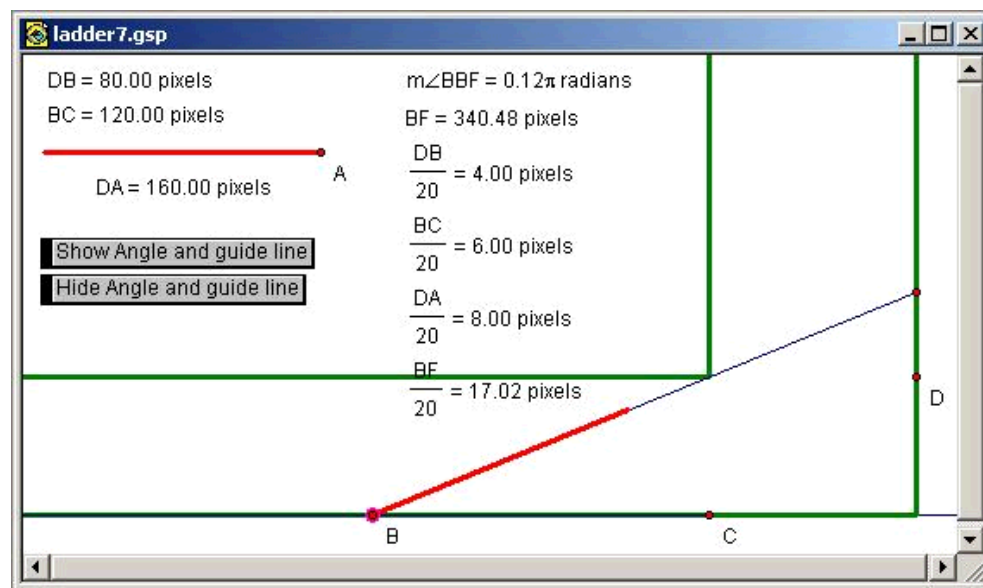 ladder7.gsp
DB = 80.00 pixels
BC = 120.00 pixels
A
DA = 160.00 pixels
Show Angle and guide line
Hide Angle and guide line
m∠BBF = 0.12π radians
BF = 340.48 pixels
DB/20 = 4.00 pixels
BC/20 = 6.00 pixels
DA/20 = 8.00 pixels
BF/20 = 17.02 pixels
D
B
C